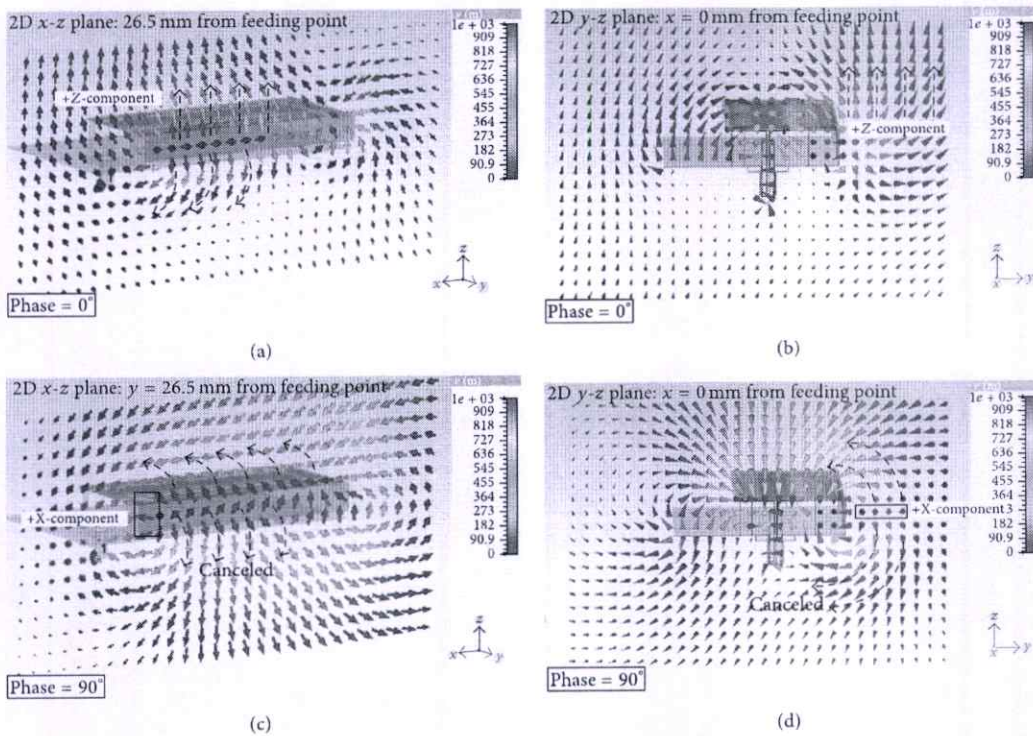 2D x-z plane: 26.5 mm from feeding point
1e + 03
909
818
727
636
545
455
364
273
182
90.9
0
+Z-component
z
x
y
Phase = 0°
(a)
2D y-z plane: x = 0 mm from feeding point
1e + 03
909
818
727
636
545
455
364
273
182
90.9
0
+Z-component
z
x
y
Phase = 0°
(b)
2D x-z plane: y = 26.5 mm from feeding point
1e + 03
909
818
727
636
545
455
364
273
182
90.9
0
+X-component
Canceled
z
x
y
Phase = 90°
(c)
2D y-z plane: x = 0 mm from feeding point
1e + 03
909
818
727
636
545
455
364
+X-component 3
182
90.9
0
Canceled
z
x
y
Phase = 90°
(d)